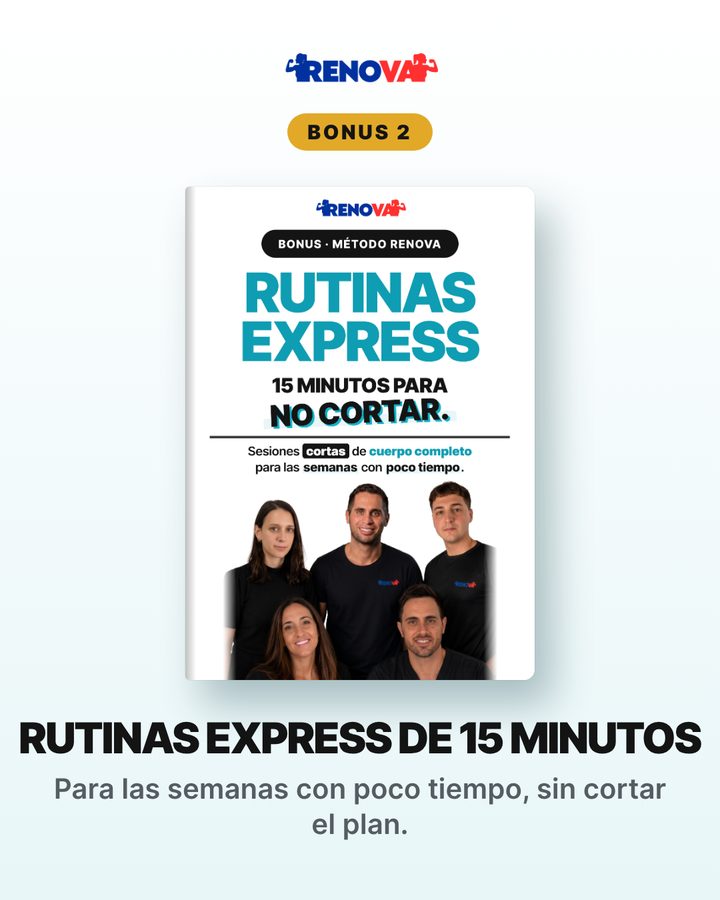 RENOVA
BONUS 2
RENOVA
BONUS · MÉTODO RENOVA
RUTINAS
EXPRESS
15 MINUTOS PARA
NO CORTAR.
Sesiones cortas de cuerpo completo
para las semanas con poco tiempo.
RENOVA
RENOVA
RUTINAS EXPRESS DE 15 MINUTOS
Para las semanas con poco tiempo, sin cortar
el plan.